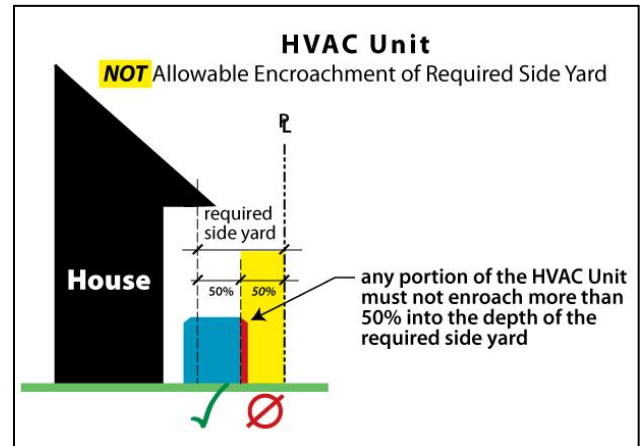 HVAC Unit
NOT Allowable Encroachment of Required Side Yard
PL
required
side yard
House
50%
50%
any portion of the HVAC Unit
must not enroach more than
50% into the depth of the
required side yard